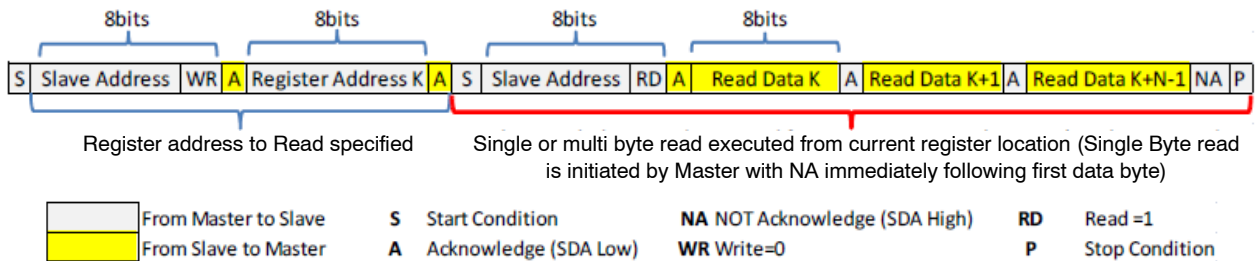 8bits 8bits 8bits 8bits
S Slave Address WR A Register Address K A S Slave Address RD A Read Data K A Read Data K+1 A Read Data K+N-1 NA P
Register address to Read specified
Single or multi byte read executed from current register location (Single Byte read
is initiated by Master with NA immediately following first data byte)
From Master to Slave S Start Condition NA NOT Acknowledge (SDA High) RD Read =1
From Slave to Master A Acknowledge (SDA Low) WR Write=0 P Stop Condition